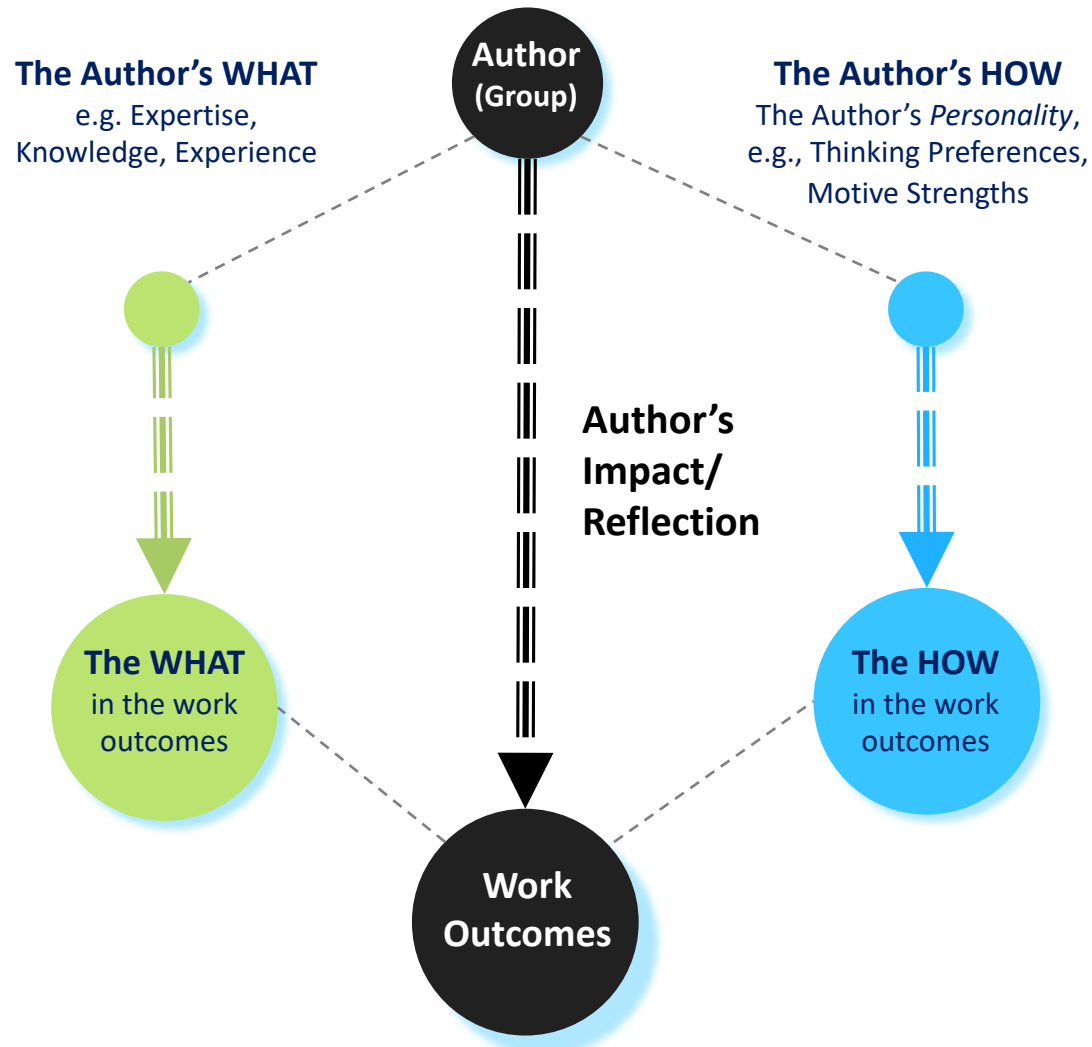 Author
(Group)
The Author's WHAT
e.g. Expertise,
Knowledge, Experience
The Author's HOW
The Author's Personality,
e.g., Thinking Preferences,
Motive Strengths
Author's
Impact/
Reflection
The WHAT
in the work
outcomes
The HOW
in the work
outcomes
Work
Outcomes